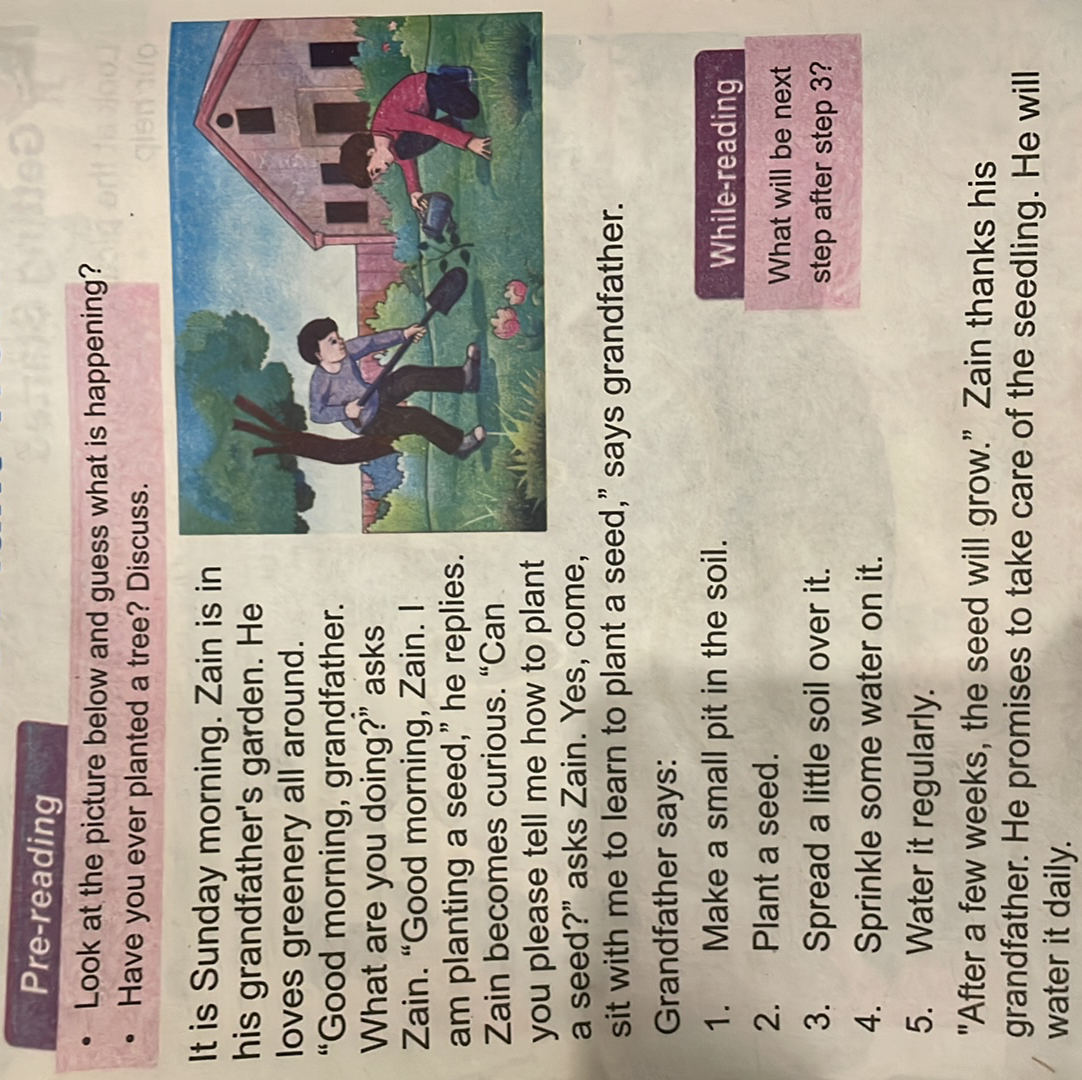 Pre-reading
• Look at the picture below and guess what is happening?
• Have you ever planted a tree? Discuss.
It is Sunday morning. Zain is in
his grandfather's garden. He
loves greenery all around.
“Good morning, grandfather.
What are you doing?” asks
Zain. “Good morning, Zain. I
am planting a seed,” he replies.
Zain becomes curious. “Can
you please tell me how to plant
a seed?” asks Zain. Yes, come,
sit with me to learn to plant a seed,” says grandfather.
Grandfather says:
1. Make a small pit in the soil.
2. Plant a seed.
3. Spread a little soil over it.
4. Sprinkle some water on it.
5. Water it regularly.
While-reading
What will be next
step after step 3?
"After a few weeks, the seed will grow.” Zain thanks his
grandfather. He promises to take care of the seedling. He will
water it daily.